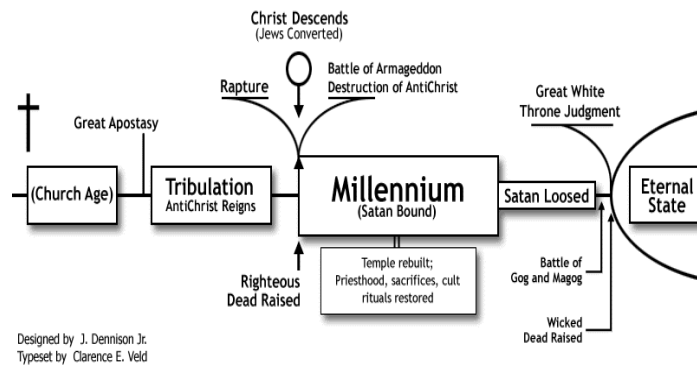 Christ Descends
(Jews Converted)
Rapture
Battle of Armageddon
Destruction of AntiChrist
Great White
Throne Judgment
Great Apostasy
(Church Age)
Tribulation
AntiChrist Reigns
Millennium
(Satan Bound)
Satan Loosed
Eternal
State
Righteous
Dead Raised
Temple rebuilt;
Priesthood, sacrifices, cult
rituals restored
Battle of
Gog and Magog
Wicked
Dead Raised
Designed by J. Dennison Jr.
Typeset by Clarence E. Veld